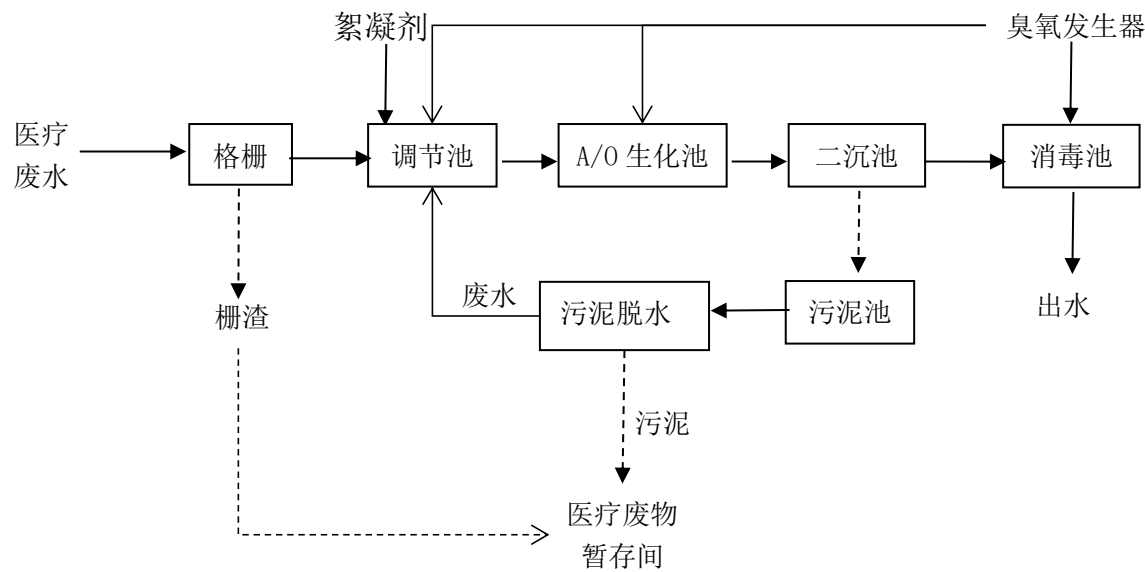 絮凝剂
臭氧发生器
医疗
废水
格栅
调节池
A/O 生化池
二沉池
消毒池
栅渣
废水
污泥脱水
污泥池
出水
污泥
医疗废物
暂存间